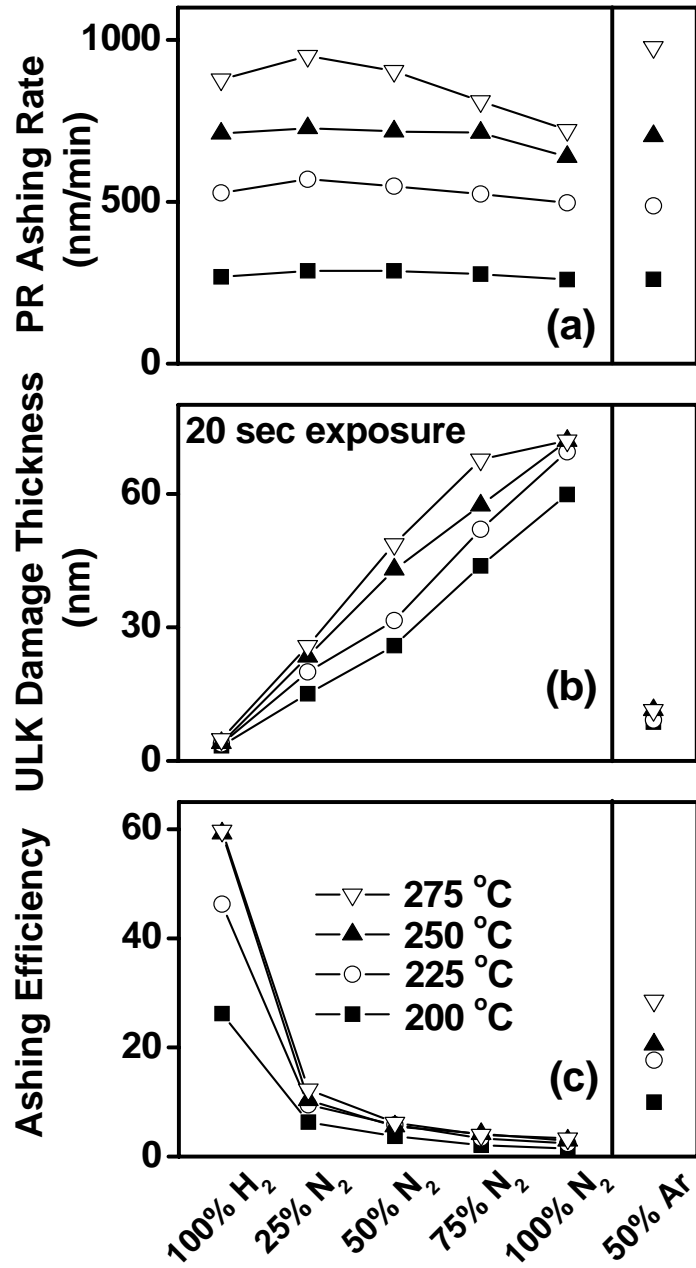 PR Ashing Rate
(nm/min)
1000
500
0
(a)
ULK Damage Thickness
(nm)
20 sec exposure
60
30
0
(b)
Ashing Efficiency
60
40
20
0
275 °C
250 °C
225 °C
200 °C
(c)
100% H₂
25% N₂
50% N₂
75% N₂
100% N₂
50% Ar